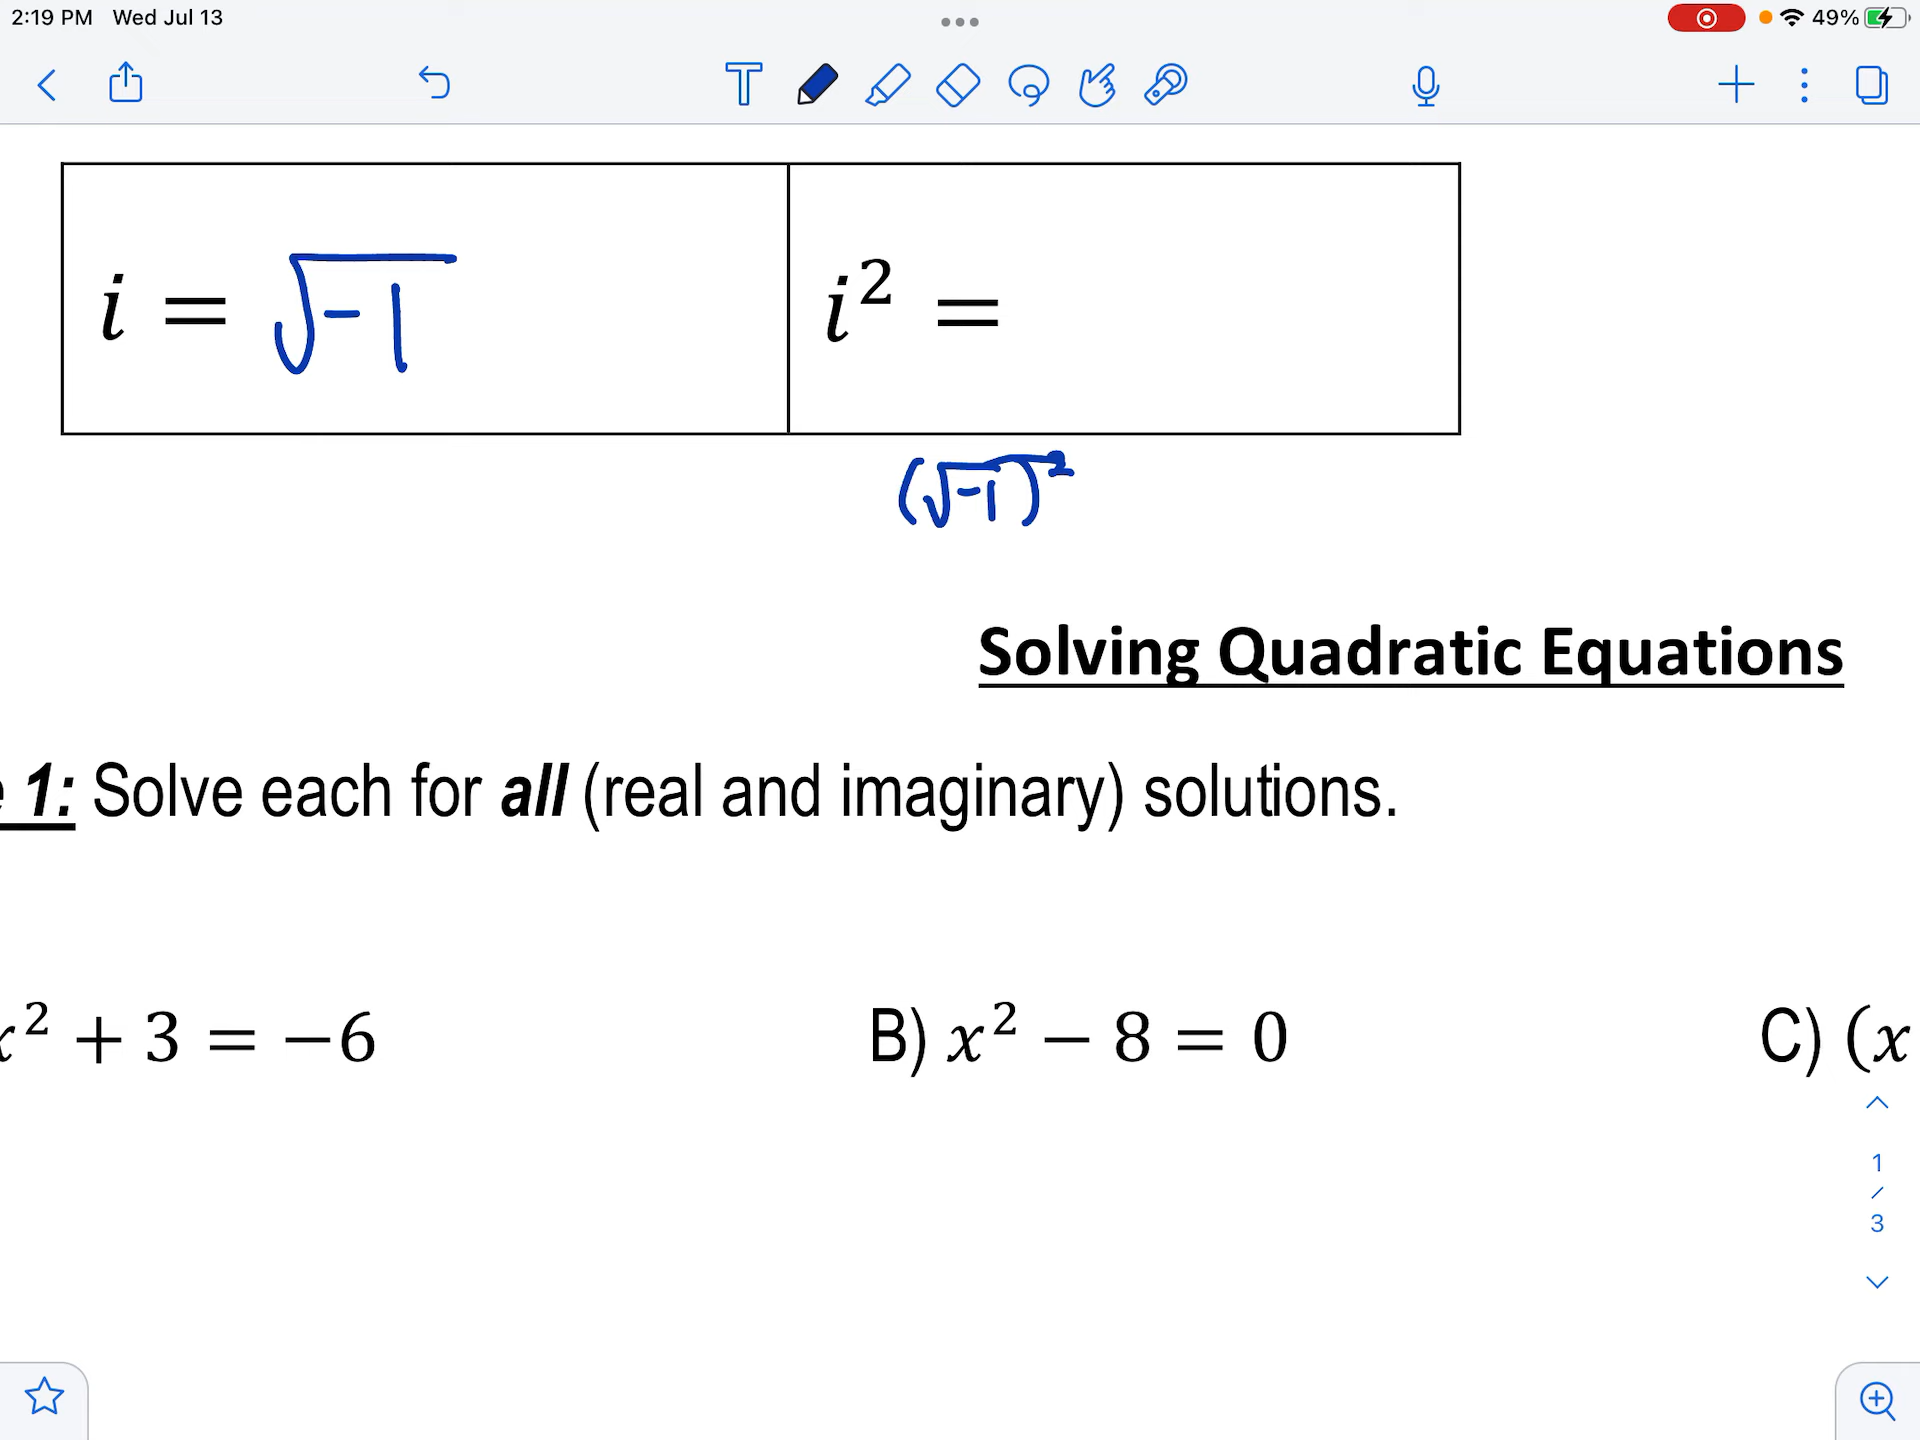 2:19 PM Wed Jul 13
49%
i = √-1
i² =
(√-1)²
Solving Quadratic Equations
1: Solve each for all (real and imaginary) solutions.
x² + 3 = −6
B) x² − 8 = 0
C) (x
1
/
3